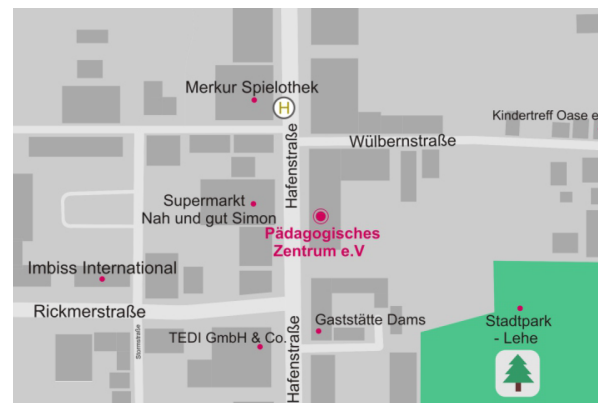 Merkur Spielothek
H
Hafenstraße
Kindertreff Oase e
Wülbernstraße
Supermarkt
Nah und gut Simon
Pädagogisches
Zentrum e.V
Imbiss International
Rickmerstraße
Sturmstraße
TEDI GmbH & Co.
Hafenstraße
Gaststätte Dams
Stadtpark
- Lehe